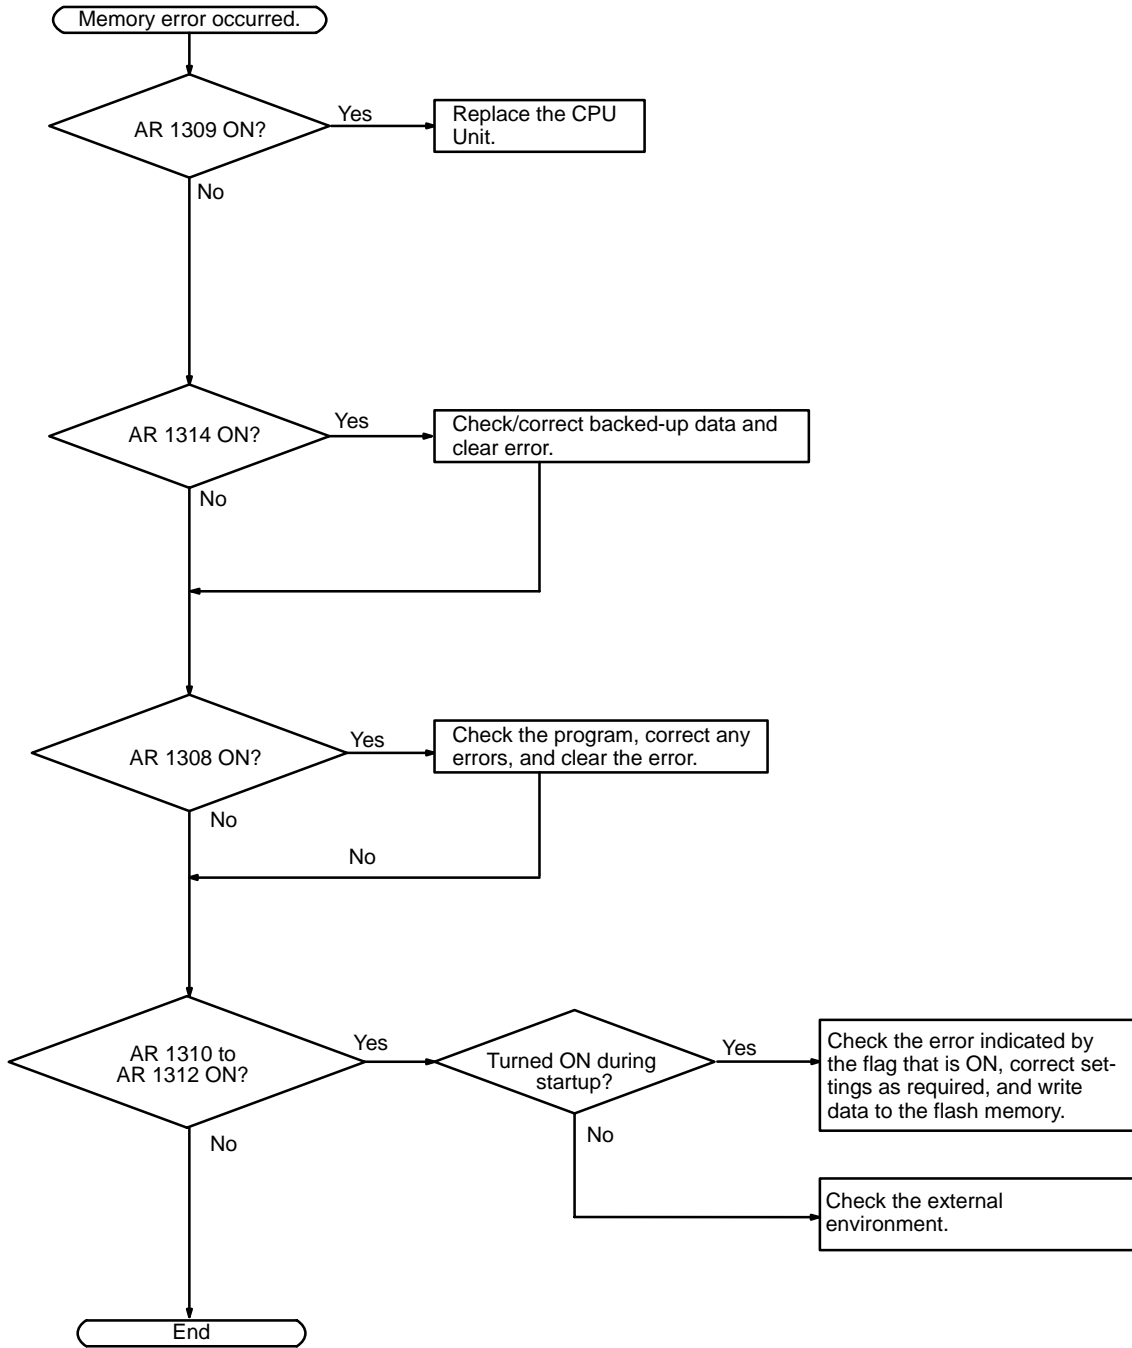 Memory error occurred.
AR 1309 ON?
Yes
Replace the CPU
Unit.
No
AR 1314 ON?
Yes
Check/correct backed-up data and
clear error.
No
AR 1308 ON?
Yes
Check the program, correct any
errors, and clear the error.
No
No
AR 1310 to
AR 1312 ON?
Yes
Turned ON during
startup?
Yes
Check the error indicated by
the flag that is ON, correct set-
tings as required, and write
data to the flash memory.
No
No
Check the external
environment.
End